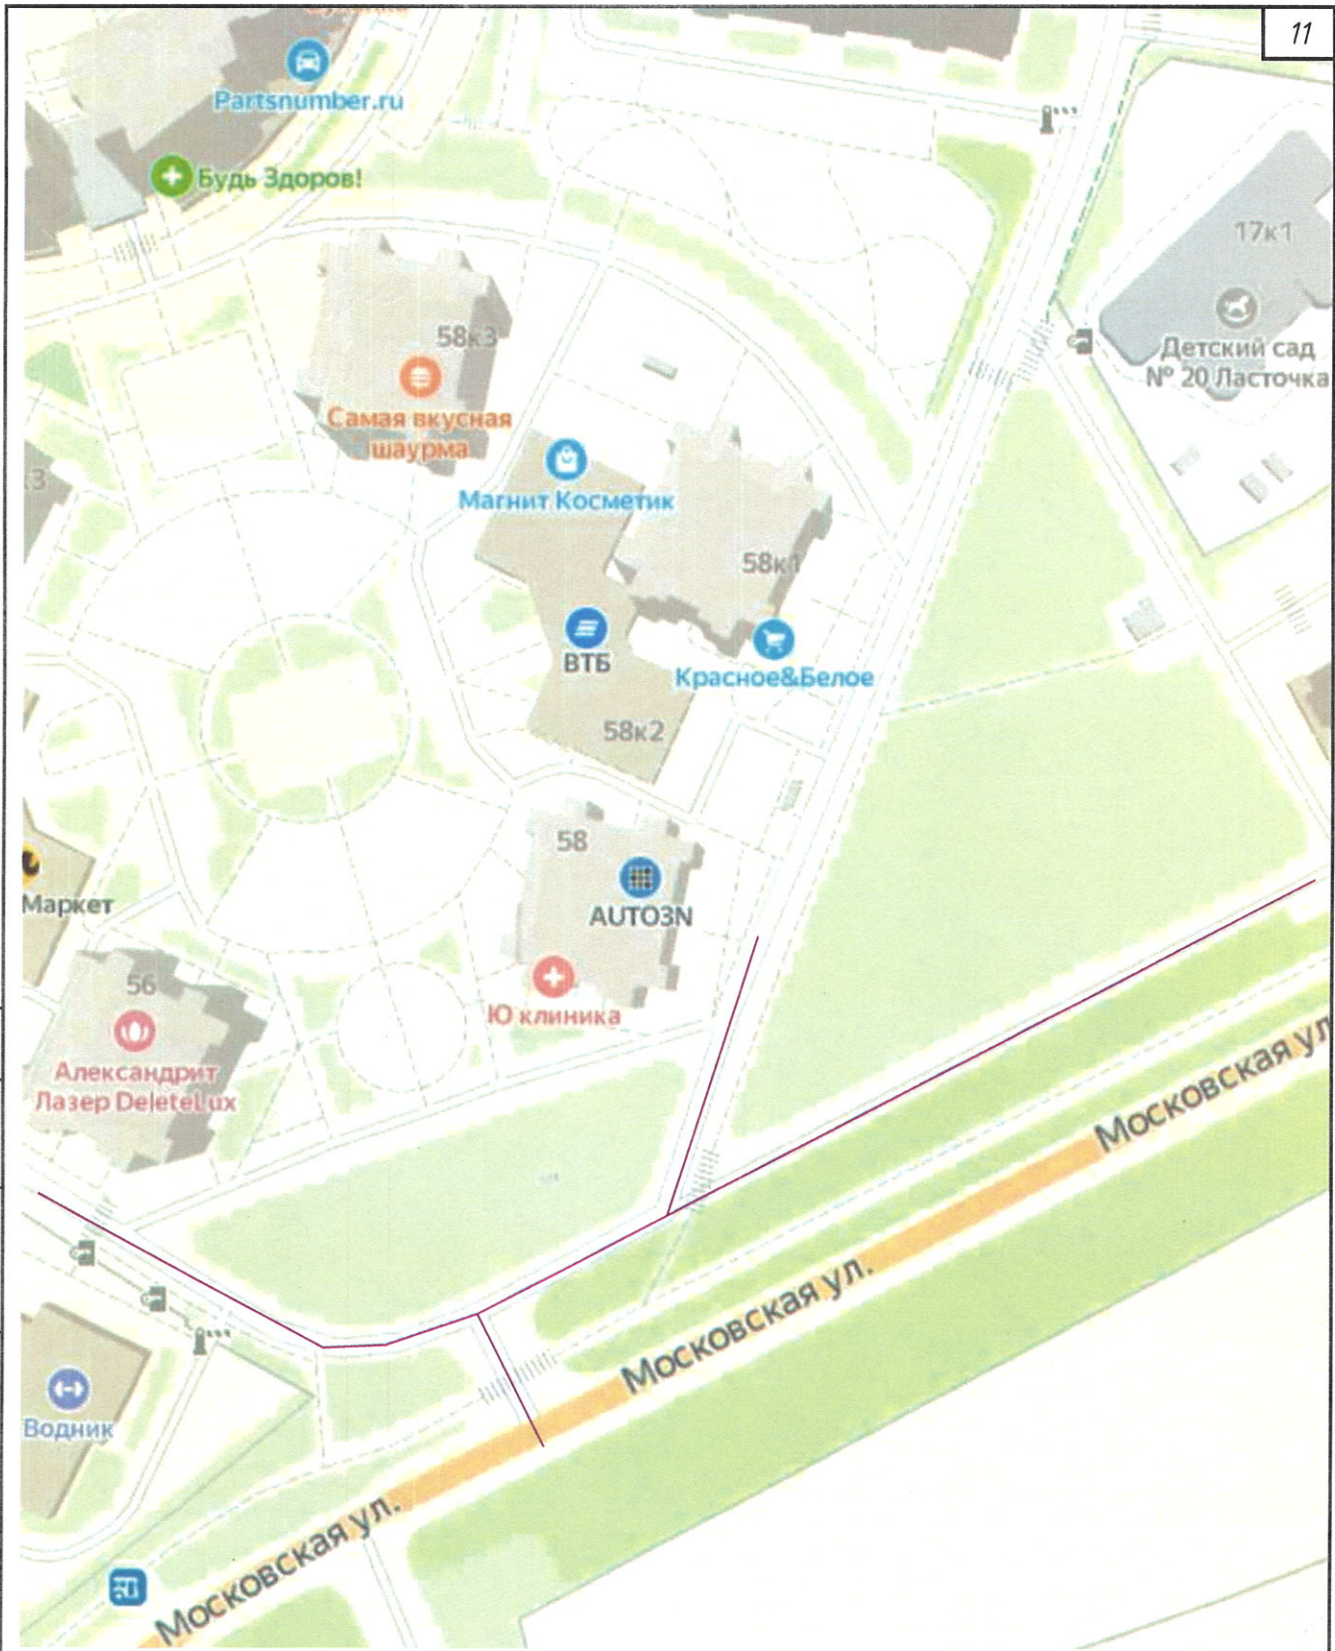 11
Partsnumber.ru
Будь Здоров!
17к1
58к3
Детский сад
№ 20 Ласточка
Самая вкусная
шаурма
Магнит Косметик
58к1
ВТБ
Красное&Белое
58к2
58
Маркет
AUTO3N
56
Ю клиника
Александрит
Лазер DeleteLux
Московская ул
Московская ул.
Водник
Московская ул.